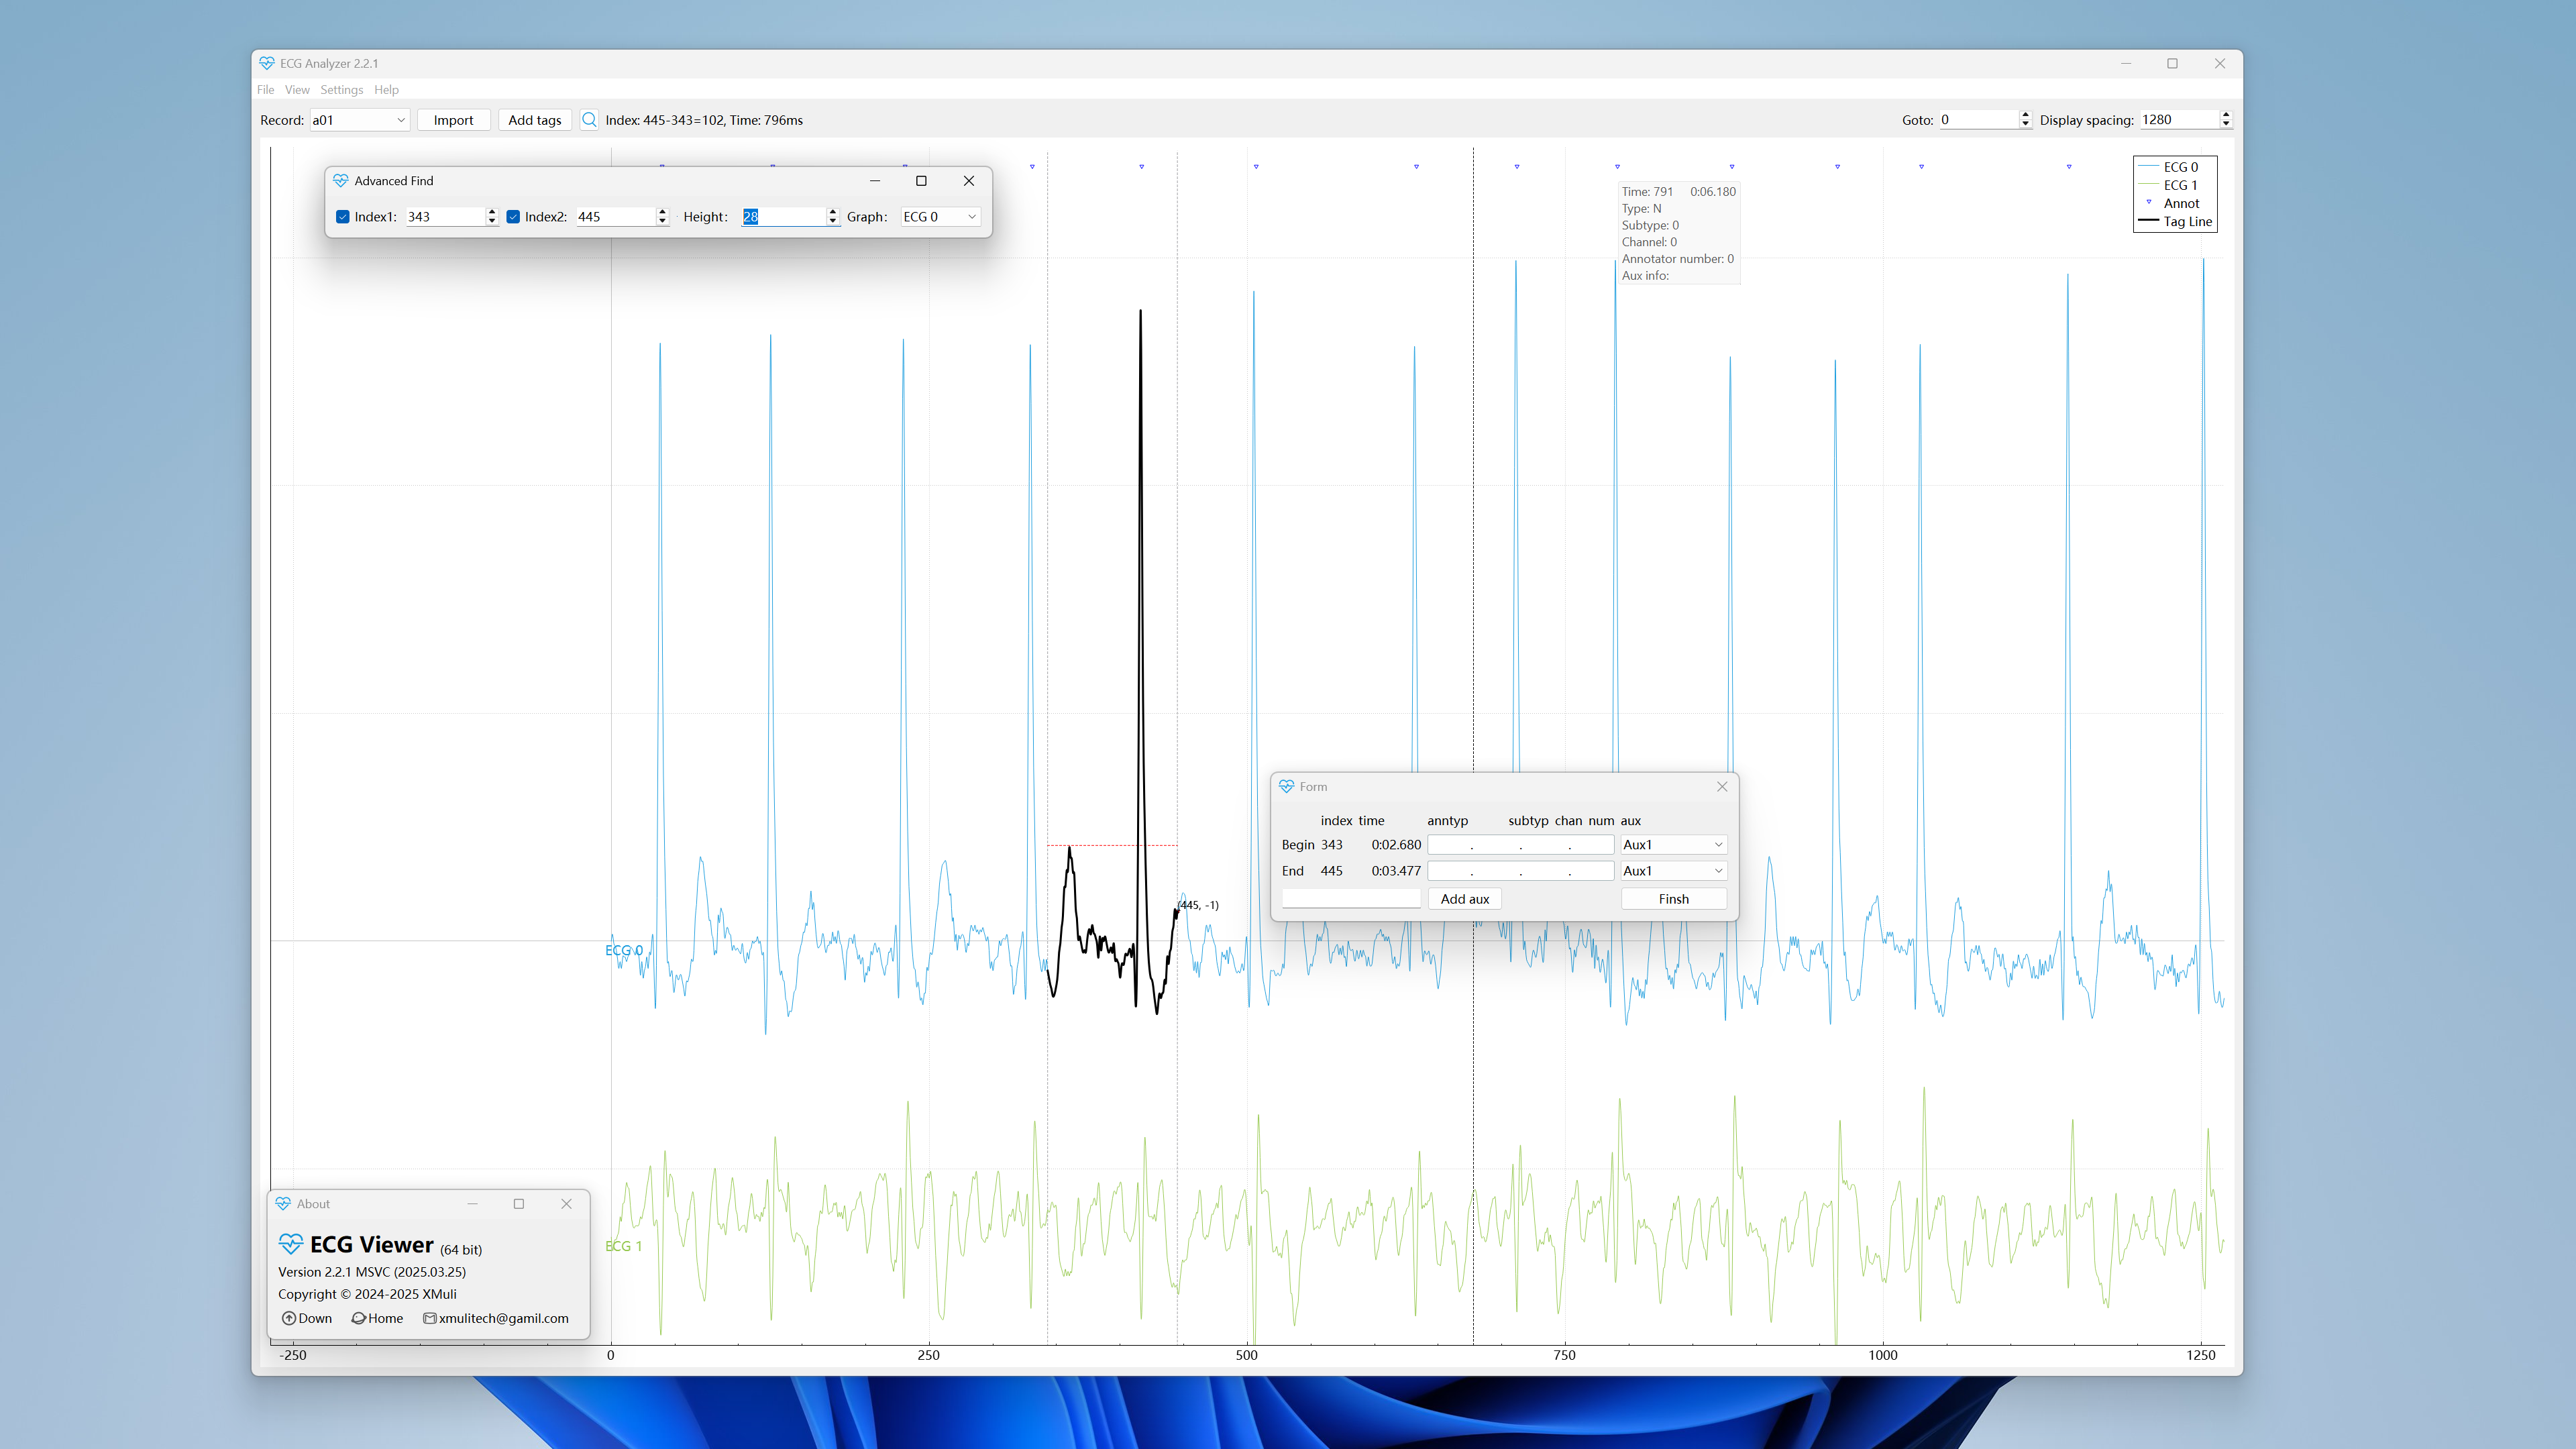 ECG Analyzer 2.2.1
File View Settings Help
Record: a01 Import Add tags Index: 445-343=102, Time: 796ms Goto: 0 Display spacing: 1280
Advanced Find
Index1: 343 Index2: 445 Height: 28 Graph: ECG 0
ECG 0
ECG 1
Annot
Tag Line
Time: 791 0:06.180
Type: N
Subtype: 0
Channel: 0
Annotator number: 0
Aux info:
Form
index time anntyp subtyp chan num aux
Begin 343 0:02.680 . . . Aux1
End 445 0:03.477 . . . Aux1
Add aux Finsh
(445, -1)
ECG 0
ECG 1
About
ECG Viewer (64 bit)
Version 2.2.1 MSVC (2025.03.25)
Copyright © 2024-2025 XMuli
Down Home xmulitech@gamil.com
-250 0 250 500 750 1000 1250